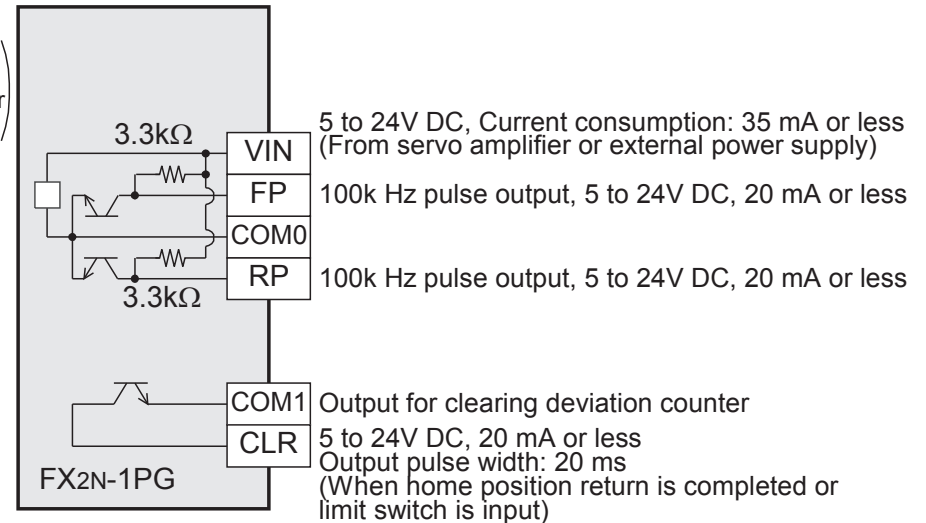 r
3.3kΩ
VIN
5 to 24V DC, Current consumption: 35 mA or less
(From servo amplifier or external power supply)
FP
100k Hz pulse output, 5 to 24V DC, 20 mA or less
COM0
RP
100k Hz pulse output, 5 to 24V DC, 20 mA or less
3.3kΩ
COM1
Output for clearing deviation counter
CLR
5 to 24V DC, 20 mA or less
Output pulse width: 20 ms
(When home position return is completed or
limit switch is input)
FX2N-1PG